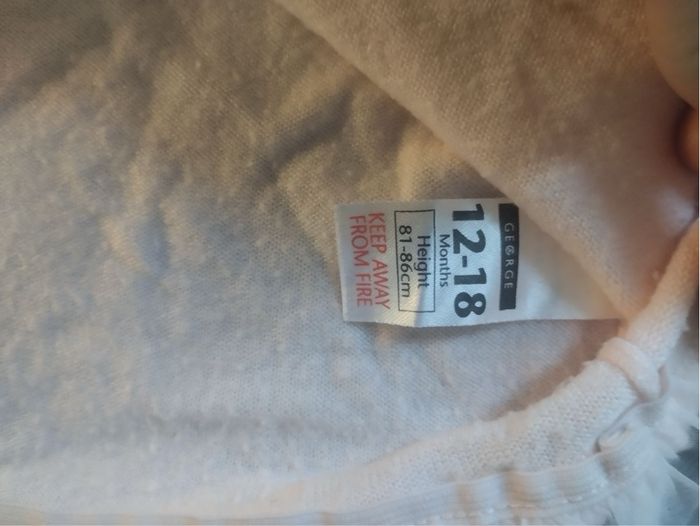 GEORGE
12-18
Months
Height
81-86cm
KEEP AWAY
FROM FIRE